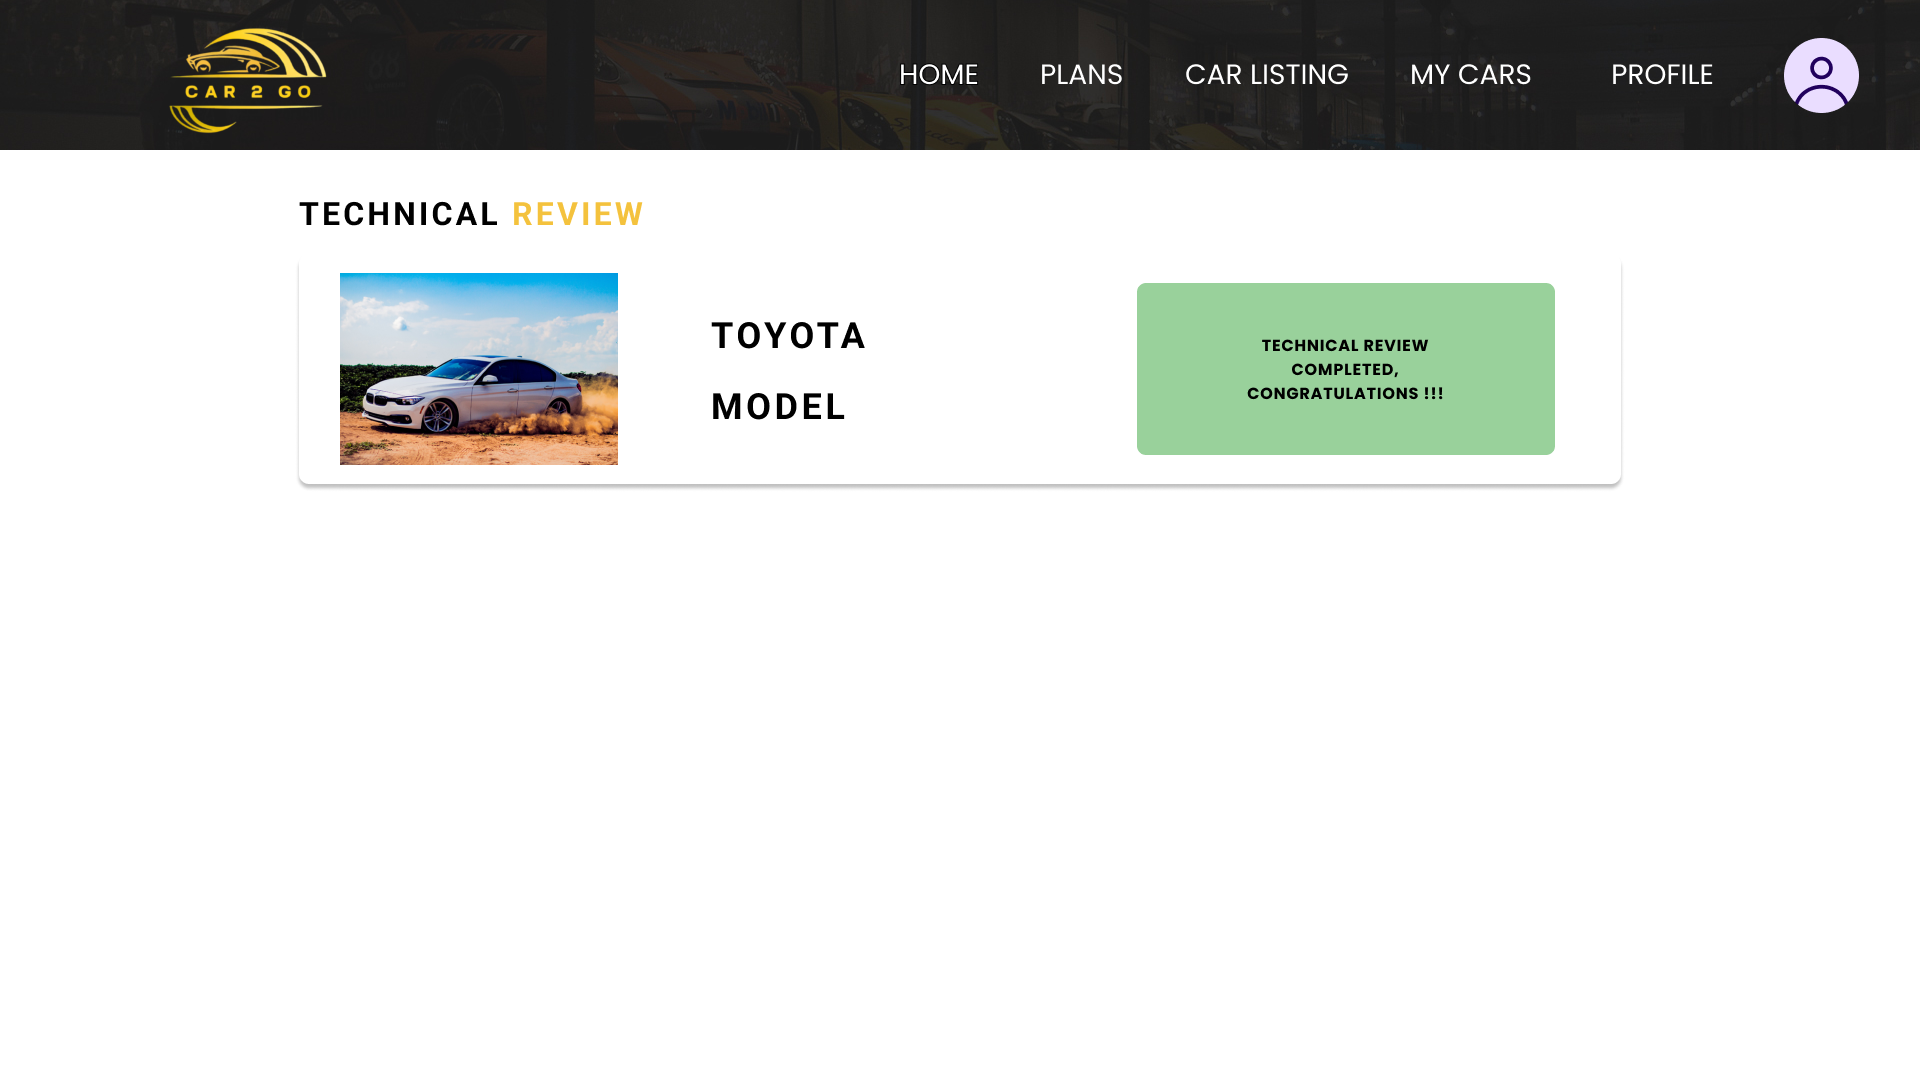 CAR 2 GO
HOME PLANS CAR LISTING MY CARS PROFILE
TECHNICAL REVIEW
TOYOTA
MODEL
TECHNICAL REVIEW
COMPLETED,
CONGRATULATIONS !!!